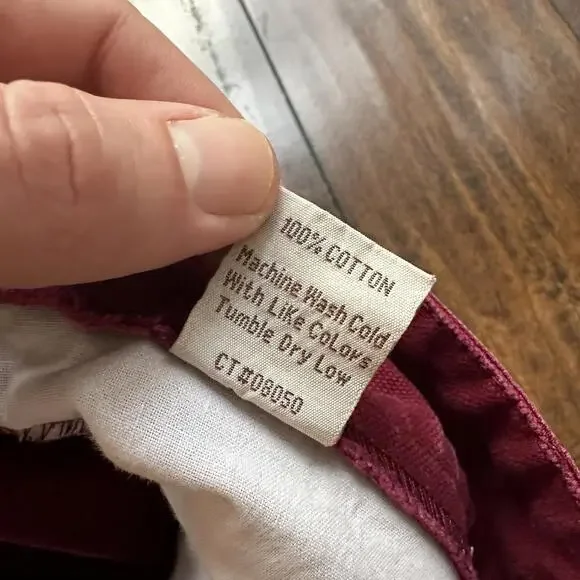 100% COTTON
Machine Wash Cold
With Like Colors
Tumble Dry Low
CT#08050